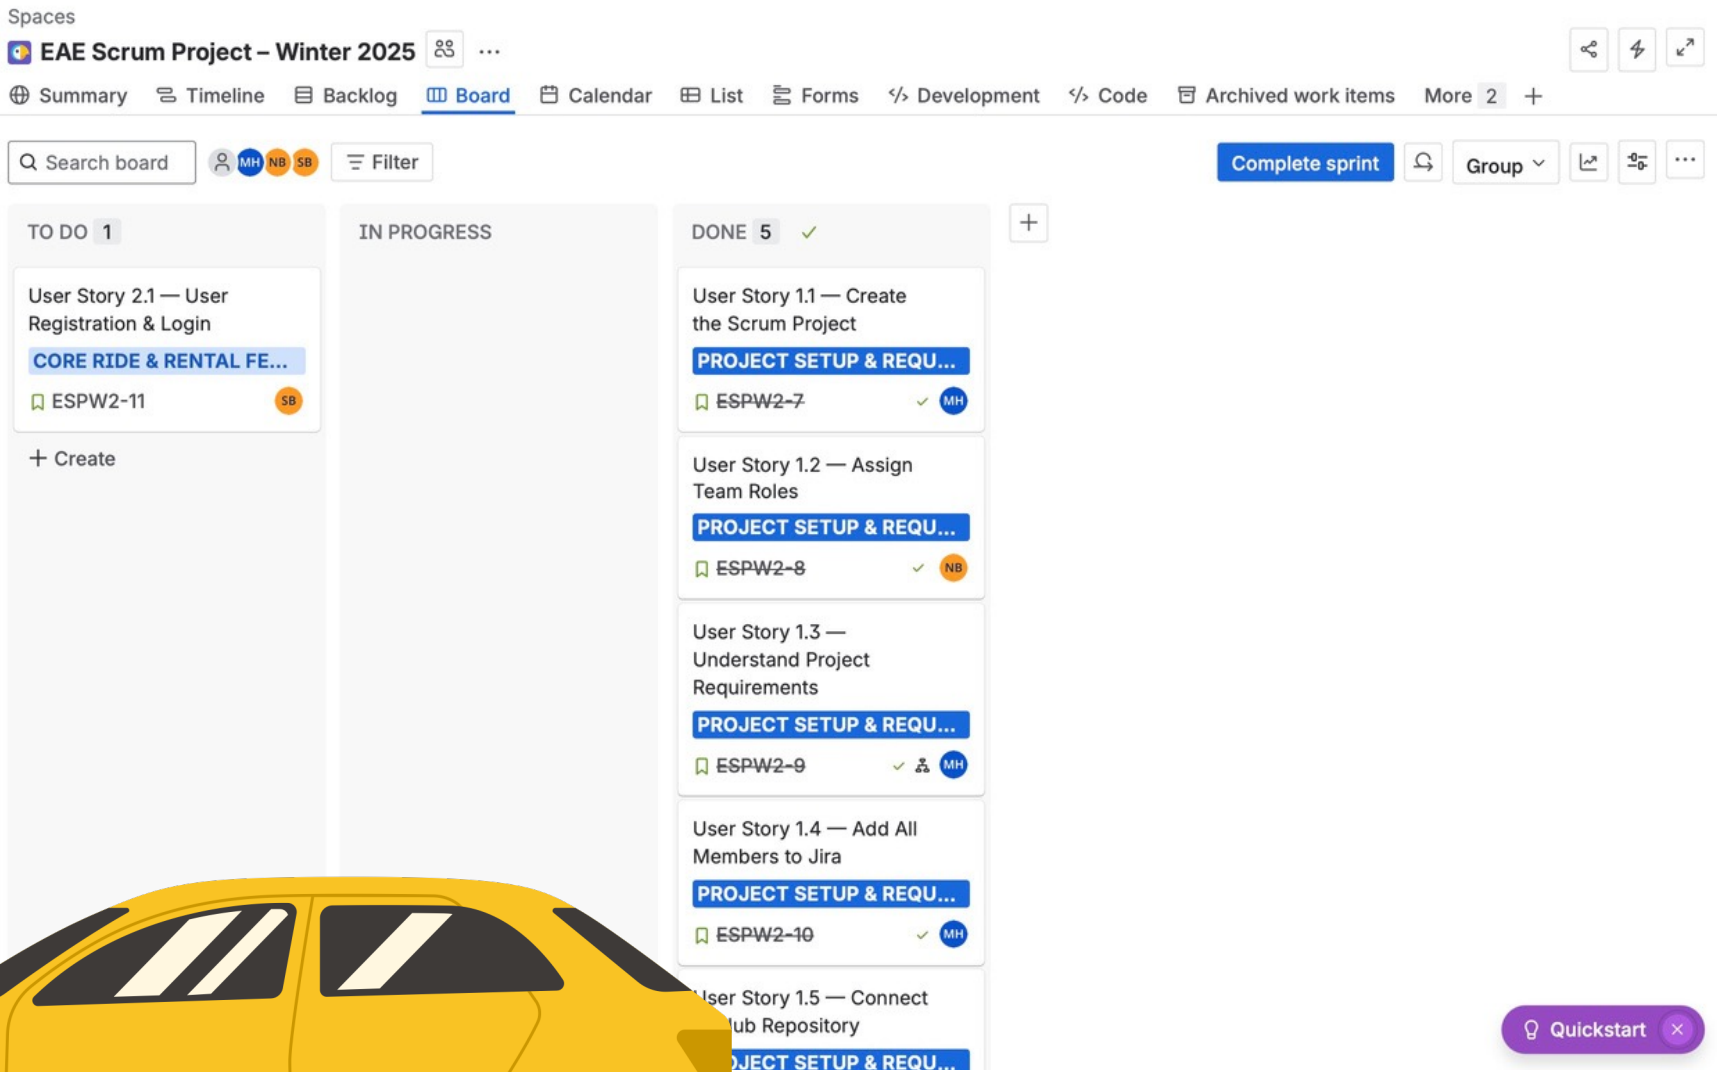 Spaces
EAE Scrum Project – Winter 2025
Summary Timeline Backlog Board Calendar List Forms Development Code Archived work items More 2
Search board MH NB SB Filter Complete sprint Group
TO DO 1
User Story 2.1 — User
Registration & Login
CORE RIDE & RENTAL FE...
ESPW2-11 SB
Create
IN PROGRESS
DONE 5
User Story 1.1 — Create
the Scrum Project
PROJECT SETUP & REQU...
ESPW2-7 MH
User Story 1.2 — Assign
Team Roles
PROJECT SETUP & REQU...
ESPW2-8 NB
User Story 1.3 —
Understand Project
Requirements
PROJECT SETUP & REQU...
ESPW2-9 MH
User Story 1.4 — Add All
Members to Jira
PROJECT SETUP & REQU...
ESPW2-10 MH
User Story 1.5 — Connect
Repository
SETUP & REQU...
Quickstart